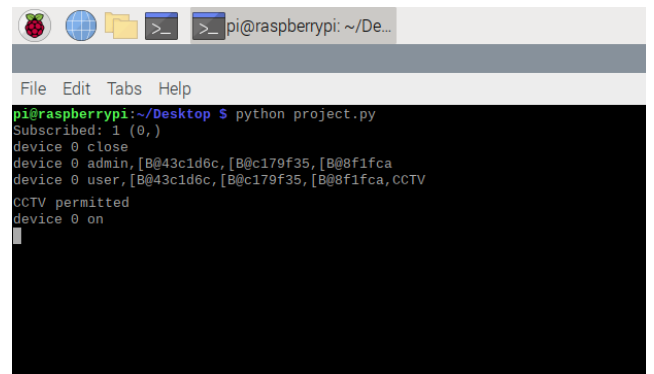 pi@raspberrypi: ~/De...
File Edit Tabs Help
pi@raspberrypi:~/Desktop $ python project.py
Subscribed: 1 (0,)
device 0 close
device 0 admin,[B@43c1d6c,[B@c179f35,[B@8f1fca
device 0 user,[B@43c1d6c,[B@c179f35,[B@8f1fca,CCTV
CCTV permitted
device 0 on